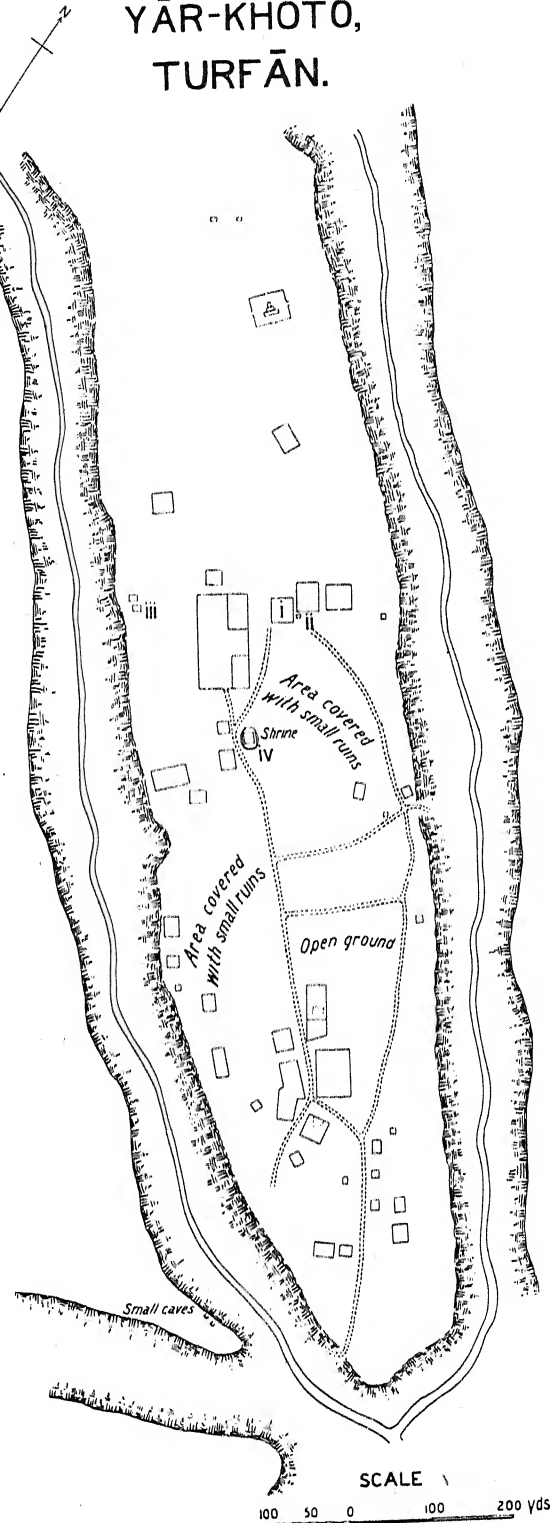 N
YĀR-KHOTO,
TURFĀN.
i
ii
iii
Area covered
with small ruins
Shrine
IV
Area covered
with small ruins
Open ground
Small caves
SCALE
100 50 0 100 200 yds